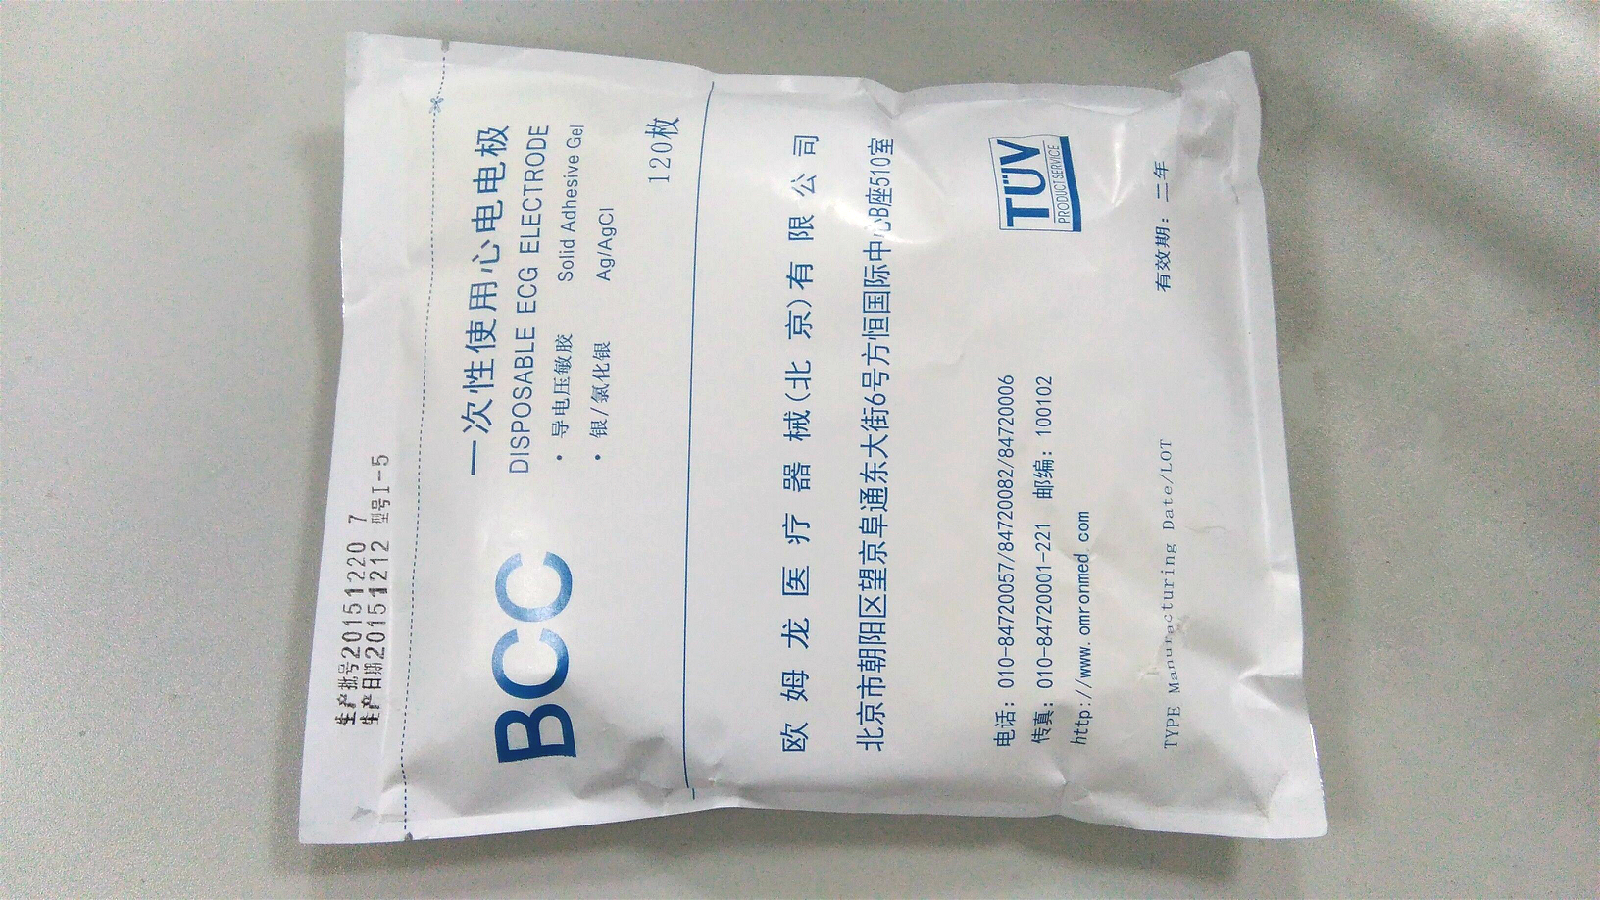 生产批号20151220 7
生产日期20151212 型号I-5
BCC
一次性使用心电电极
DISPOSABLE ECG ELECTRODE
· 导电压敏胶 Solid Adhesive Gel
· 银/氯化银 Ag/AgCl
120枚
欧姆龙医疗器械(北京)有限公司
北京市朝阳区望京阜通东大街6号方恒国际中心B座510室
电话: 010-84720057/84720082/84720006
传真: 010-84720001-221 邮编: 100102
http://www.omronmed.com
TÜV
PRODUCT SERVICE
有效期: 二年
TYPE Manufacturing Date/LOT